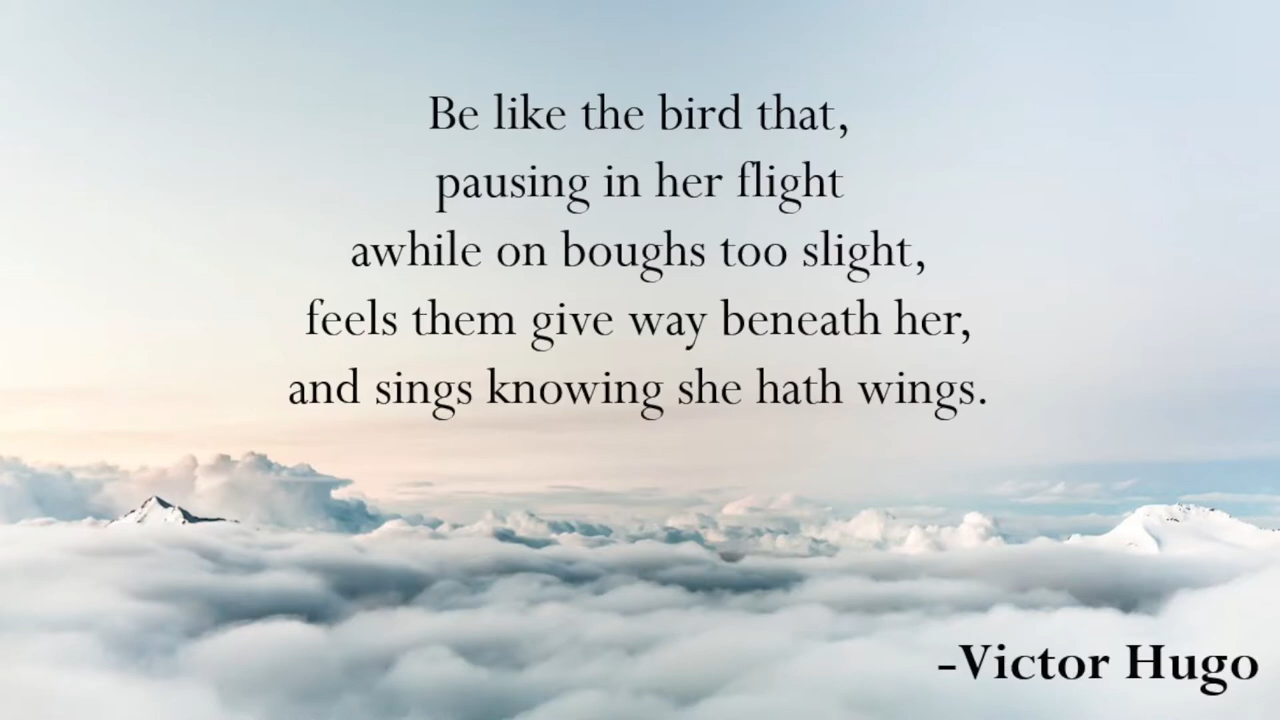 Be like the bird that,
pausing in her flight
awhile on boughs too slight,
feels them give way beneath her,
and sings knowing she hath wings.
-Victor Hugo